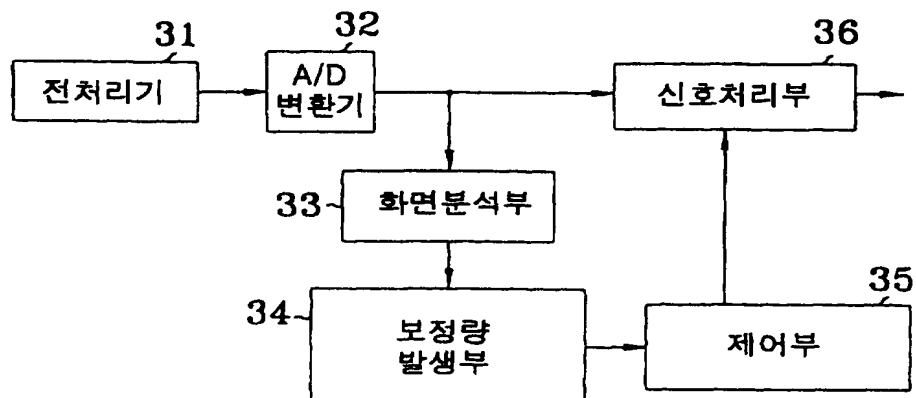 31
전처리기
32
A/D
변환기
36
신호처리부
33
화면분석부
34
보정량
발생부
35
제어부